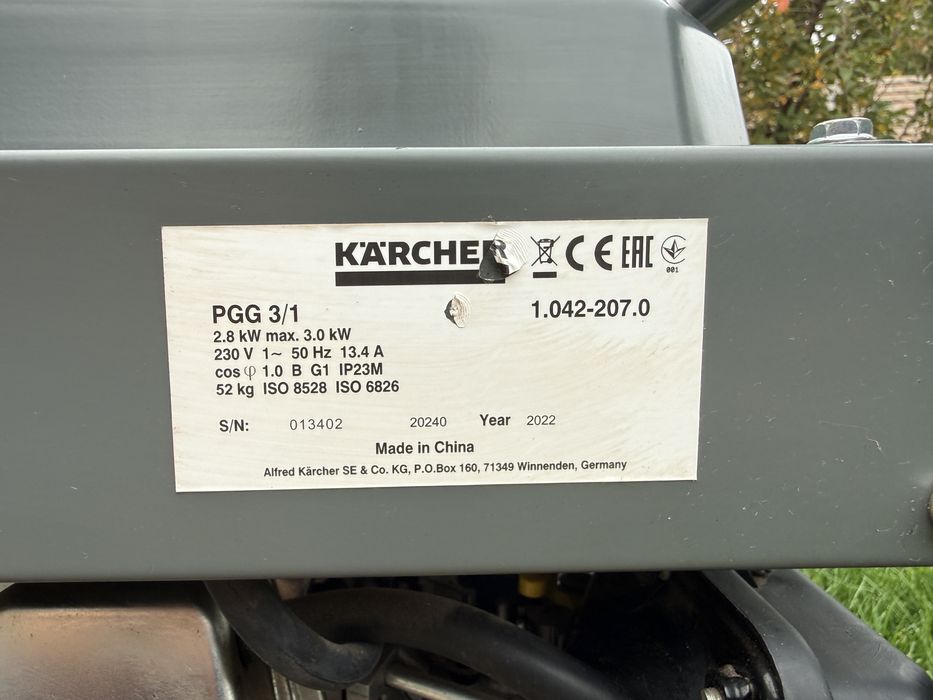 KÄRCHER CE EAC
001
PGG 3/1 1.042-207.0
2.8 kW max. 3.0 kW
230 V 1~ 50 Hz 13.4 A
cos φ 1.0 B G1 IP23M
52 kg ISO 8528 ISO 6826
S/N: 013402 20240 Year 2022
Made in China
Alfred Kärcher SE & Co. KG, P.O.Box 160, 71349 Winnenden, Germany